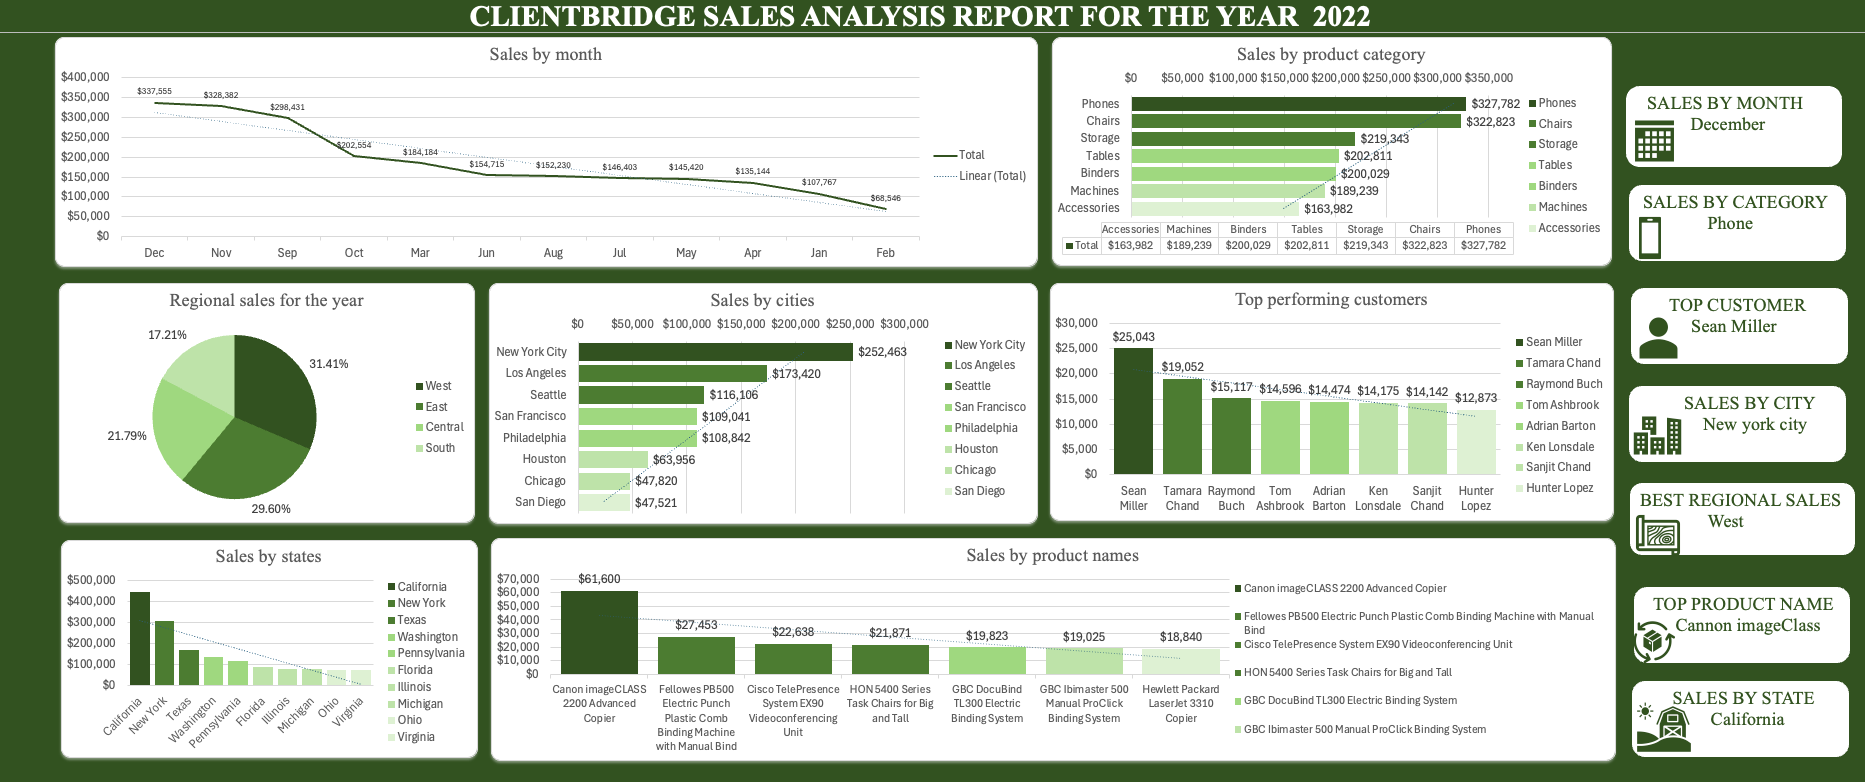 CLIENTBRIDGE SALES ANALYSIS REPORT FOR THE YEAR 2022
Sales by month
$400,000
$350,000
$300,000
$250,000
$200,000
$150,000
$100,000
$50,000
$0
$337,555
$328,382
$298,431
$202,554
$184,184
$154,715
$152,230
$146,403
$145,420
$135,144
$107,767
$68,546
Dec Nov Sep Oct Mar Jun Aug Jul May Apr Jan Feb
Total
Linear (Total)
Sales by product category
$0 $50,000 $100,000 $150,000 $200,000 $250,000 $300,000 $350,000
Phones $327,782
Chairs $322,823
Storage $219,343
Tables $202,811
Binders $200,029
Machines $189,239
Accessories $163,982
Accessories Machines Binders Tables Storage Chairs Phones
Total $163,982 $189,239 $200,029 $202,811 $219,343 $322,823 $327,782
Phones
Chairs
Storage
Tables
Binders
Machines
Accessories
SALES BY MONTH
December
SALES BY CATEGORY
Phone
Regional sales for the year
17.21%
31.41%
21.79%
29.60%
West
East
Central
South
Sales by cities
$0 $50,000 $100,000 $150,000 $200,000 $250,000 $300,000
New York City $252,463
Los Angeles $173,420
Seattle $116,106
San Francisco $109,041
Philadelphia $108,842
Houston $63,956
Chicago $47,820
San Diego $47,521
New York City
Los Angeles
Seattle
San Francisco
Philadelphia
Houston
Chicago
San Diego
Top performing customers
$30,000
$25,000
$20,000
$15,000
$10,000
$5,000
$0
$25,043
$19,052
$15,117
$14,596
$14,474
$14,175
$14,142
$12,873
Sean Tamara Raymond Tom Adrian Ken Sanjit Hunter
Miller Chand Buch Ashbrook Barton Lonsdale Chand Lopez
Sean Miller
Tamara Chand
Raymond Buch
Tom Ashbrook
Adrian Barton
Ken Lonsdale
Sanjit Chand
Hunter Lopez
TOP CUSTOMER
Sean Miller
SALES BY CITY
New york city
BEST REGIONAL SALES
West
Sales by states
$500,000
$400,000
$300,000
$200,000
$100,000
$0
California New York Texas Washington Pennsylvania Florida Illinois Michigan Ohio Virginia
California
New York
Texas
Washington
Pennsylvania
Florida
Illinois
Michigan
Ohio
Virginia
Sales by product names
$70,000
$60,000
$50,000
$40,000
$30,000
$20,000
$10,000
$0
$61,600
$27,453
$22,638
$21,871
$19,823
$19,025
$18,840
Canon imageCLASS
2200 Advanced
Copier
Fellowes PB500
Electric Punch
Plastic Comb
Binding Machine
with Manual Bind
Cisco TelePresence
System EX90
Videoconferencing
Unit
HON 5400 Series
Task Chairs for Big
and Tall
GBC DocuBind
TL300 Electric
Binding System
GBC Ibimaster 500
Manual ProClick
Binding System
Hewlett Packard
LaserJet 3310
Copier
Canon imageCLASS 2200 Advanced Copier
Fellowes PB500 Electric Punch Plastic Comb Binding Machine with Manual
Bind
Cisco TelePresence System EX90 Videoconferencing Unit
HON 5400 Series Task Chairs for Big and Tall
GBC DocuBind TL300 Electric Binding System
GBC Ibimaster 500 Manual ProClick Binding System
TOP PRODUCT NAME
Cannon imageClass
SALES BY STATE
California